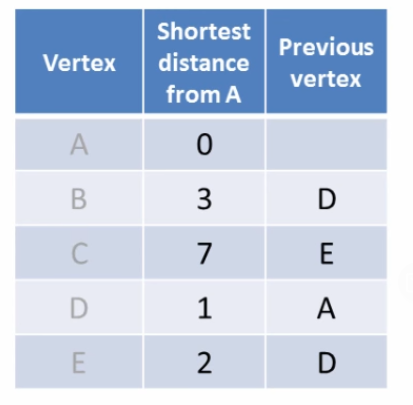 Vertex Shortest distance from A Previous vertex
A 0
B 3 D
C 7 E
D 1 A
E 2 D